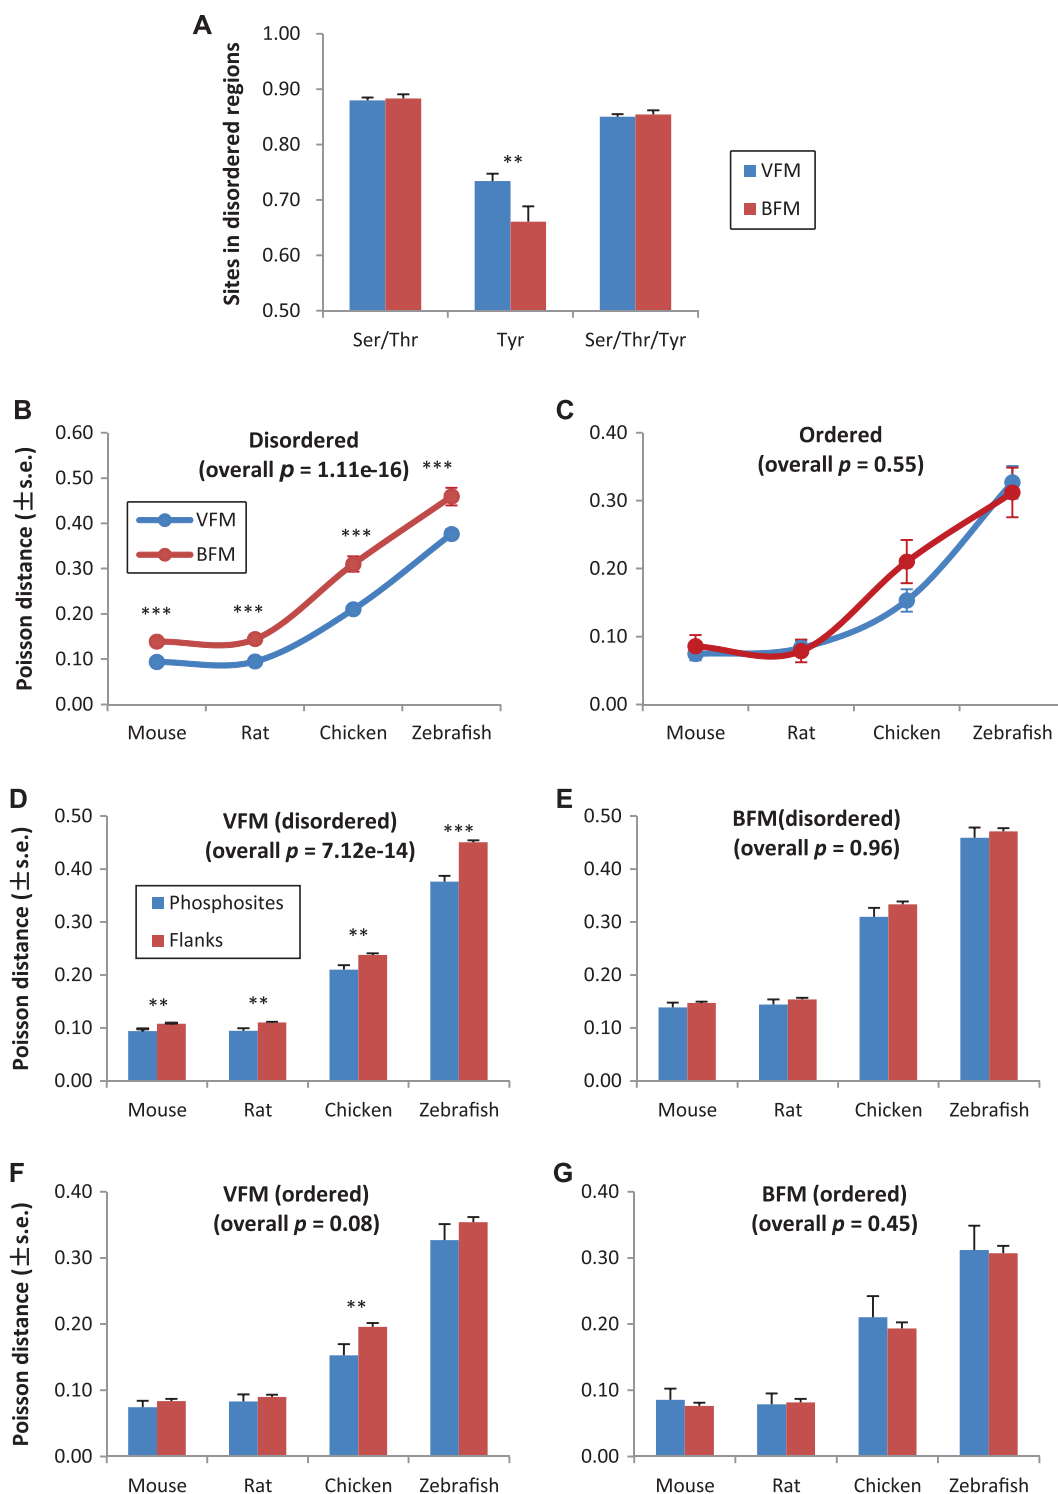 A
Sites in disordered regions
1.00
0.90
0.80
0.70
0.60
0.50
**
Ser/Thr
Tyr
Ser/Thr/Tyr
VFM
BFM
B
Poisson distance (±s.e.)
0.60
0.50
0.40
0.30
0.20
0.10
0.00
Disordered
(overall p = 1.11e-16)
VFM
BFM
***
***
***
***
Mouse
Rat
Chicken
Zebrafish
C
0.40
0.30
0.20
0.10
0.00
Ordered
(overall p = 0.55)
Mouse
Rat
Chicken
Zebrafish
D
Poisson distance (±s.e.)
0.50
0.40
0.30
0.20
0.10
0.00
VFM (disordered)
(overall p = 7.12e-14)
Phosphosites
Flanks
**
**
**
***
Mouse
Rat
Chicken
Zebrafish
E
0.50
0.40
0.30
0.20
0.10
0.00
BFM(disordered)
(overall p = 0.96)
Mouse
Rat
Chicken
Zebrafish
F
Poisson distance (±s.e.)
0.40
0.30
0.20
0.10
0.00
VFM (ordered)
(overall p = 0.08)
**
Mouse
Rat
Chicken
Zebrafish
G
0.40
0.30
0.20
0.10
0.00
BFM (ordered)
(overall p = 0.45)
Mouse
Rat
Chicken
Zebrafish